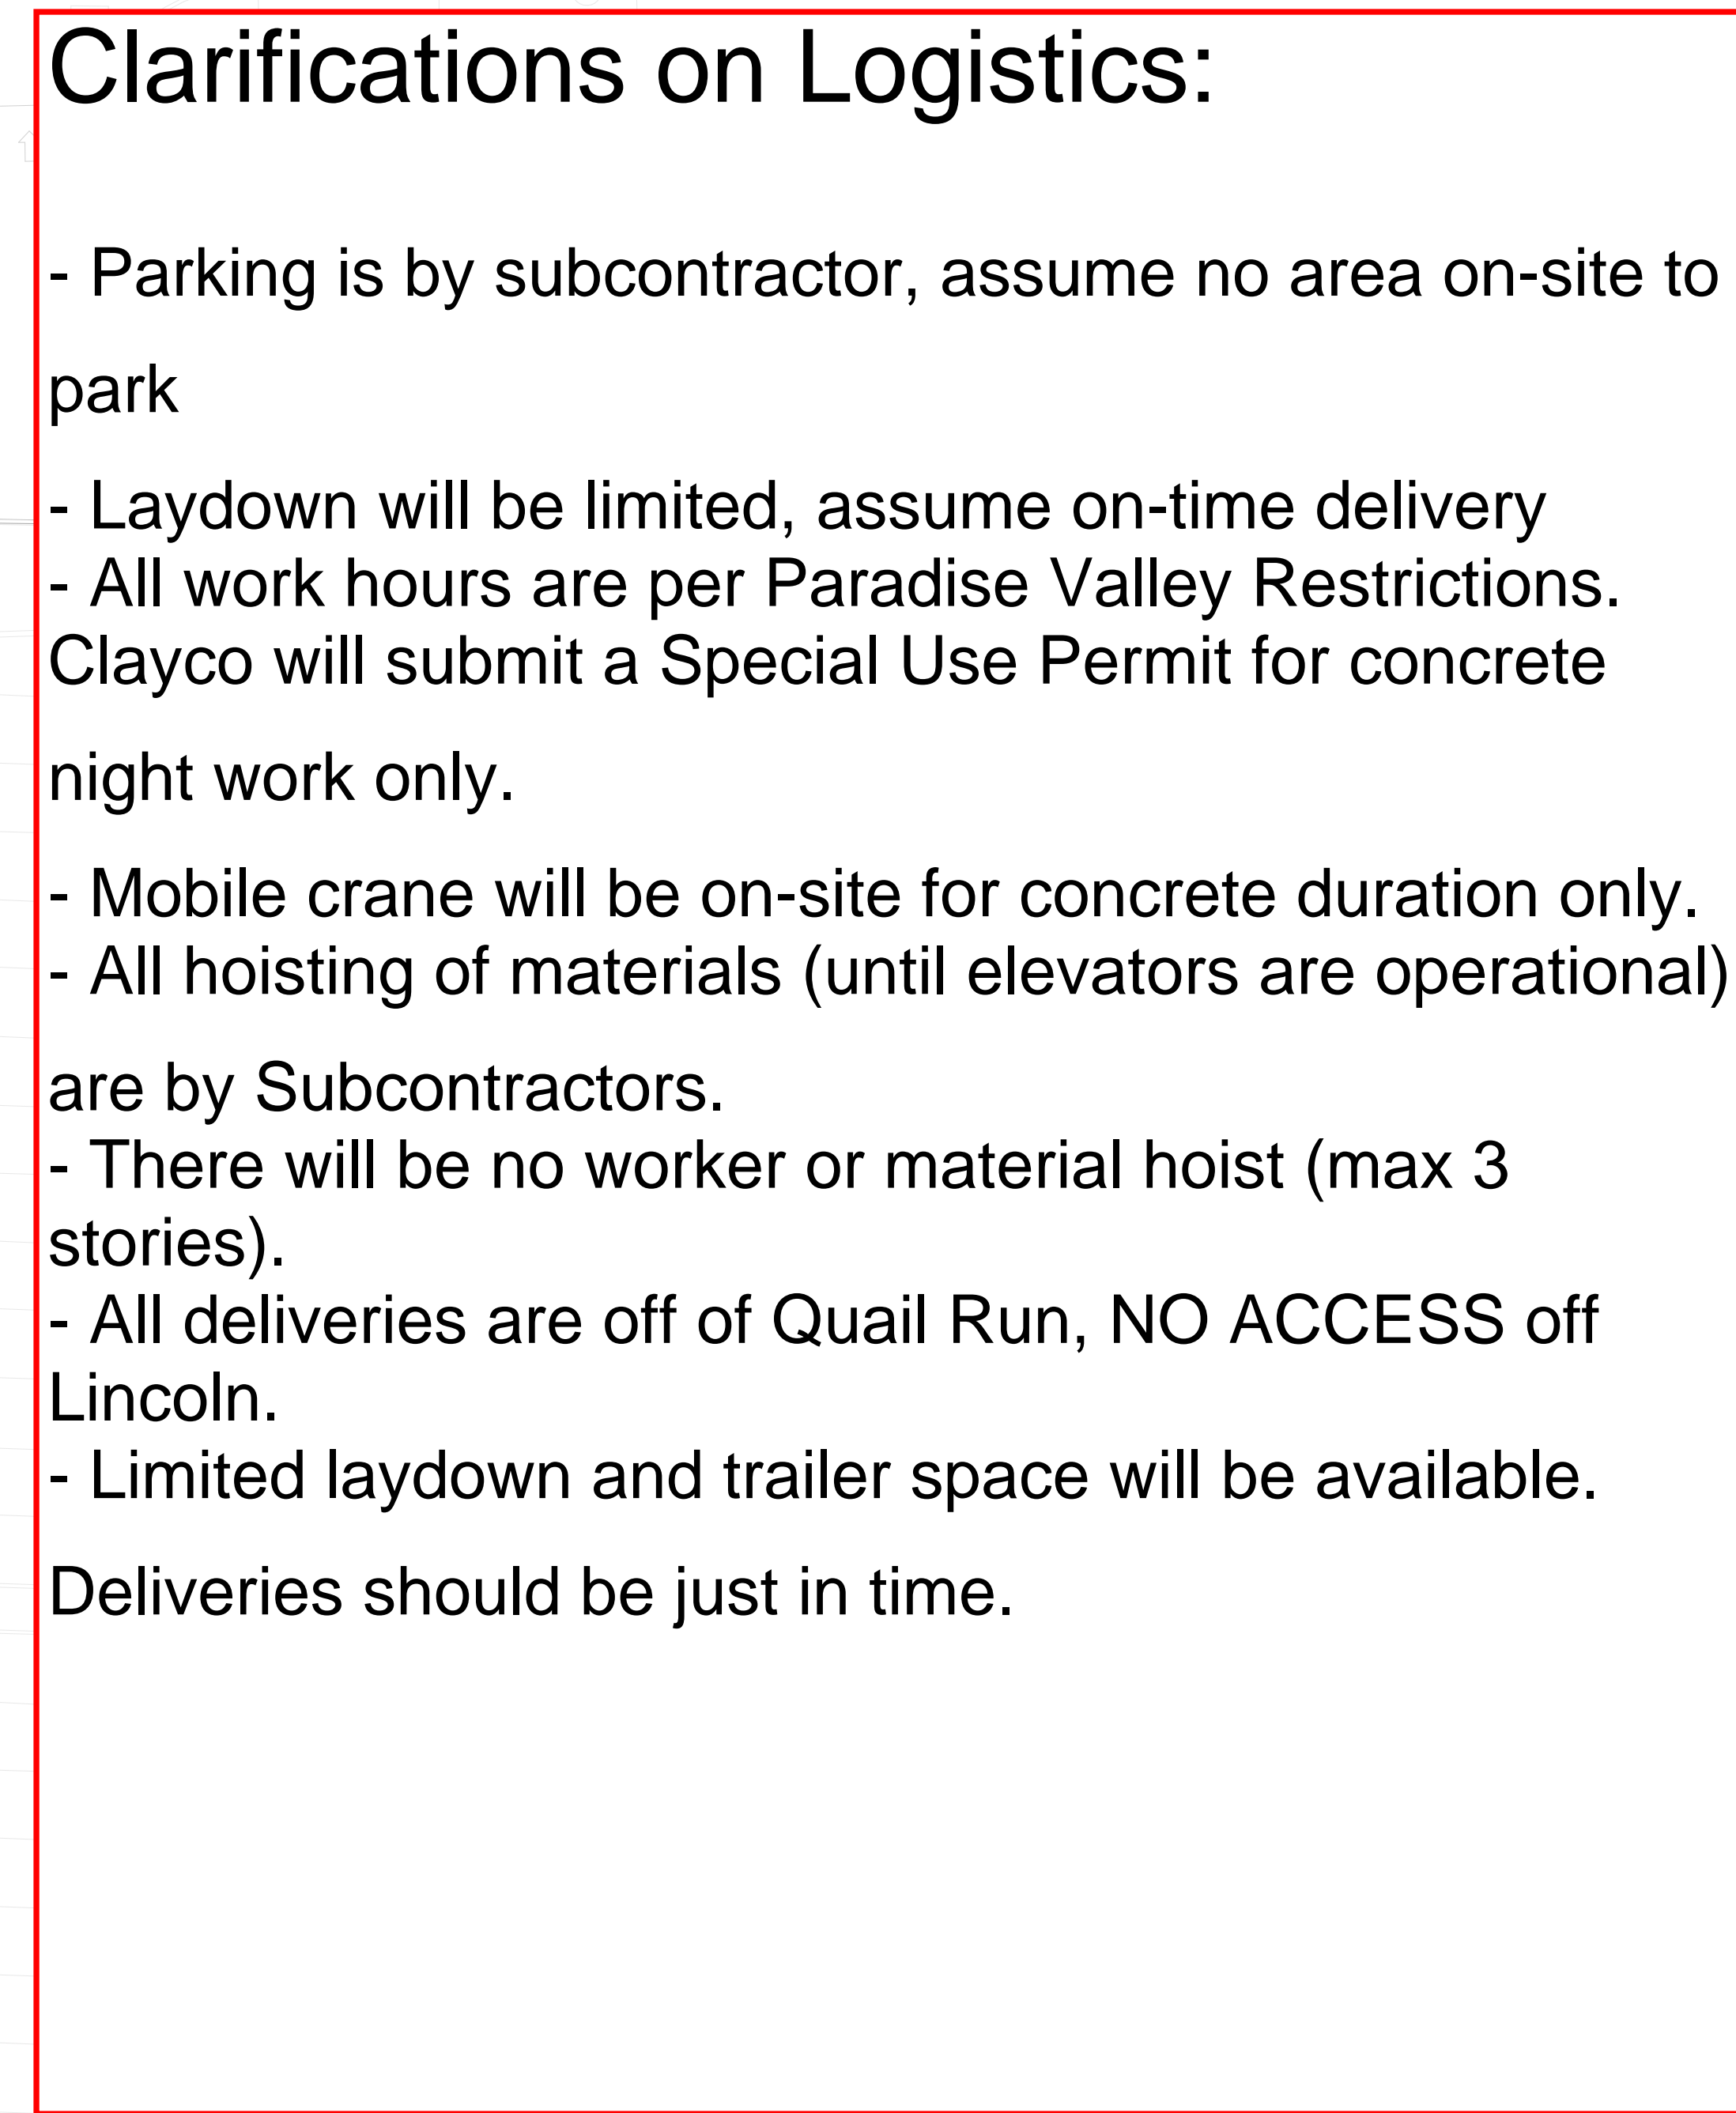 Clarifications on Logistics:
- Parking is by subcontractor, assume no area on-site to
park
- Laydown will be limited, assume on-time delivery
- All work hours are per Paradise Valley Restrictions.
Clayco will submit a Special Use Permit for concrete
night work only.
- Mobile crane will be on-site for concrete duration only.
- All hoisting of materials (until elevators are operational)
are by Subcontractors.
- There will be no worker or material hoist (max 3
stories).
- All deliveries are off of Quail Run, NO ACCESS off
Lincoln.
- Limited laydown and trailer space will be available.
Deliveries should be just in time.